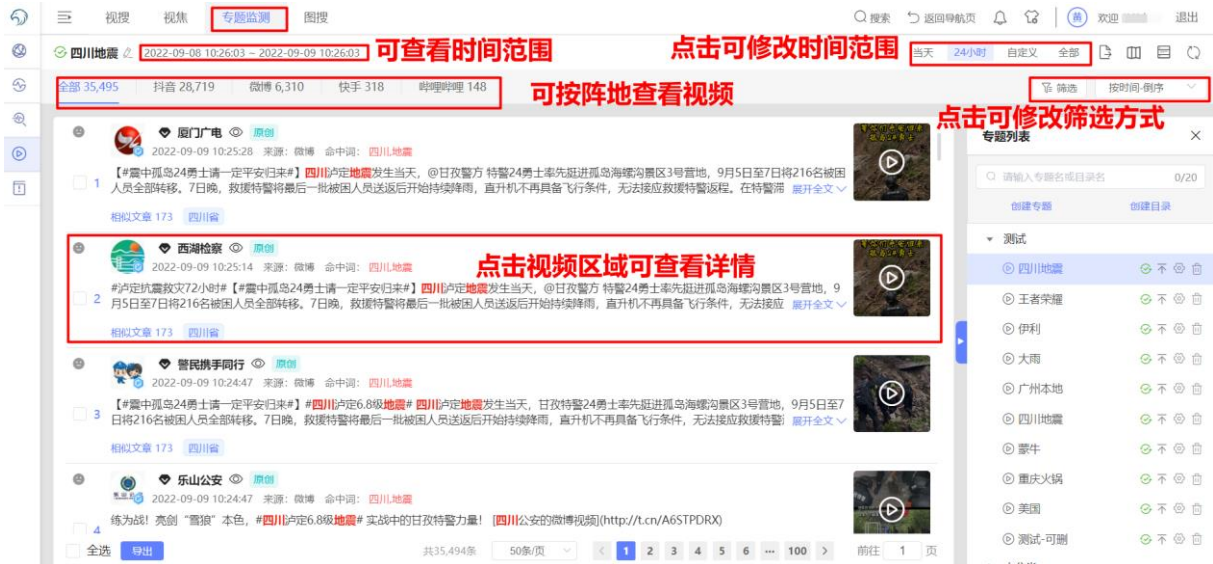 视搜 视焦 专题监测 图搜 搜索 返回导航页 黄 欢迎 退出
四川地震 2022-09-08 10:26:03 ~ 2022-09-09 10:26:03 可查看时间范围 点击可修改时间范围 当天 24小时 自定义 全部
全部 35,495 抖音 28,719 微博 6,310 快手 318 哔哩哔哩 148 可按阵地查看视频 筛选 按时间-倒序
点击可修改筛选方式
厦门广电 原创
2022-09-09 10:25:28 来源: 微博 命中词: 四川地震
1 【#震中孤岛24勇士请一定平安归来#】四川泸定地震发生当天，@甘孜警方 特警24勇士率先挺进孤岛海螺沟景区3号营地，9月5日至7日将216名被困
人员全部转移。7日晚，救援特警将最后一批被困人员送返后开始持续降雨，直升机不再具备飞行条件，无法接应救援特警返程。在特警滞 展开全文
相似文章 173 四川省
西湖检察 原创
2022-09-09 10:25:14 来源: 微博 命中词: 四川地震
点击视频区域可查看详情
2 #泸定抗震救灾72小时#【#震中孤岛24勇士请一定平安归来#】四川泸定地震发生当天，@甘孜警方 特警24勇士率先挺进孤岛海螺沟景区3号营地，9
月5日至7日将216名被困人员全部转移。7日晚，救援特警将最后一批被困人员送返后开始持续降雨，直升机不再具备飞行条件，无法接应 展开全文
相似文章 173 四川省
警民携手同行 原创
2022-09-09 10:24:47 来源: 微博 命中词: 四川地震
3 【#震中孤岛24勇士请一定平安归来#】#四川泸定6.8级地震# 四川泸定地震发生当天，甘孜特警24勇士率先挺进孤岛海螺沟景区3号营地，9月5日至7
日将216名被困人员全部转移。7日晚，救援特警将最后一批被困人员送返后开始持续降雨，直升机不再具备飞行条件，无法接应救援特警 展开全文
相似文章 173 四川省
乐山公安 原创
2022-09-09 10:24:47 来源: 微博 命中词: 四川地震
4 练为战！亮剑“雪狼”本色，#四川泸定6.8级地震# 实战中的甘孜特警力量！ [四川公安的微博视频](http://t.cn/A6STPDRX)
全选 导出 共35,494条 50条/页 1 2 3 4 5 6 ··· 100 前往 1 页
专题列表
请输入专题名或目录名 0/20
创建专题 创建目录
测试
四川地震
王者荣耀
伊利
大雨
广州本地
四川地震
蒙牛
重庆火锅
美国
测试-可删